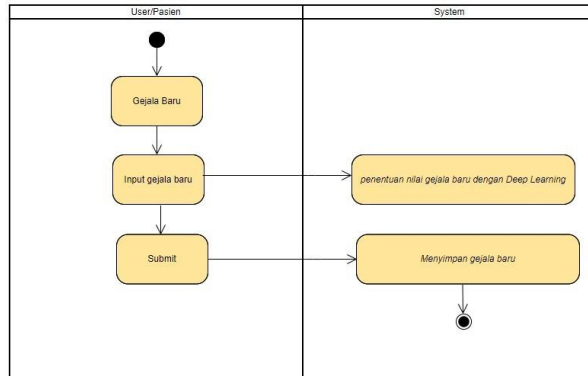 User/Pasien
System
Gejala Baru
Input gejala baru
penentuan nilai gejala baru dengan Deep Learning
Submit
Menyimpan gejala baru